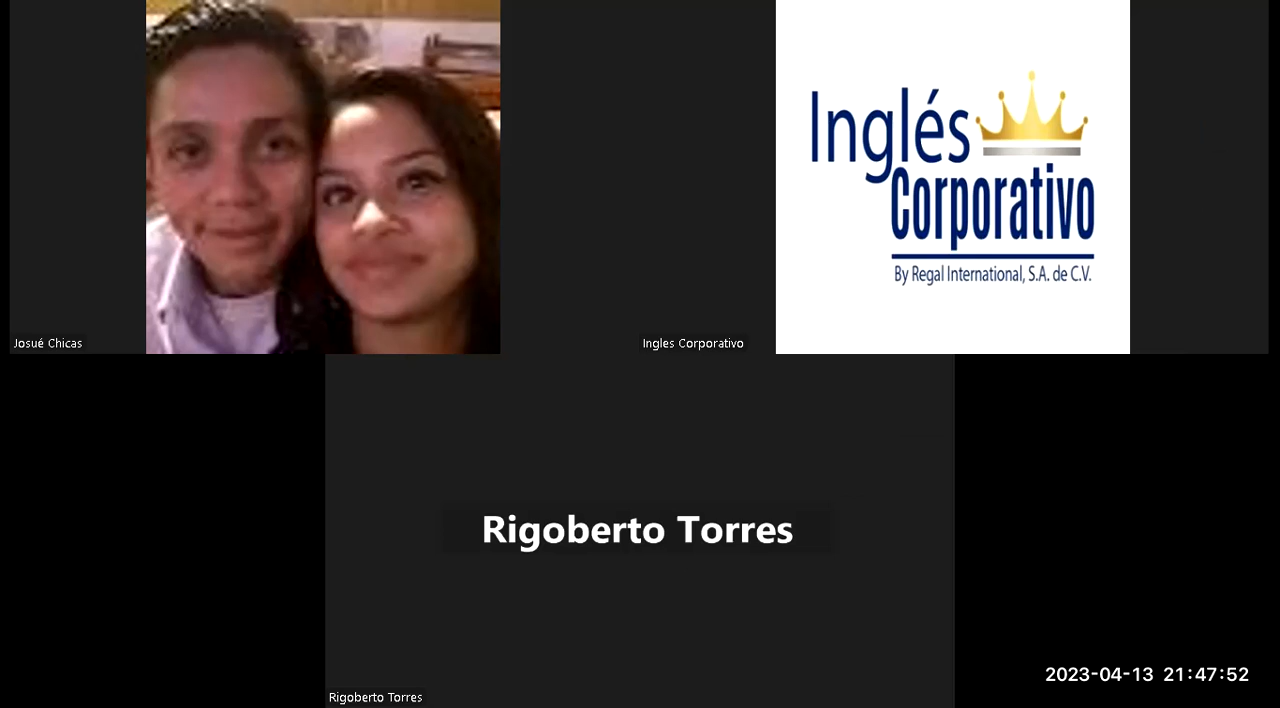 Inglés
Corporativo
By Regal International, S.A. de C.V.
Josué Chicas
Ingles Corporativo
Rigoberto Torres
Rigoberto Torres
2023-04-13 21:47:52